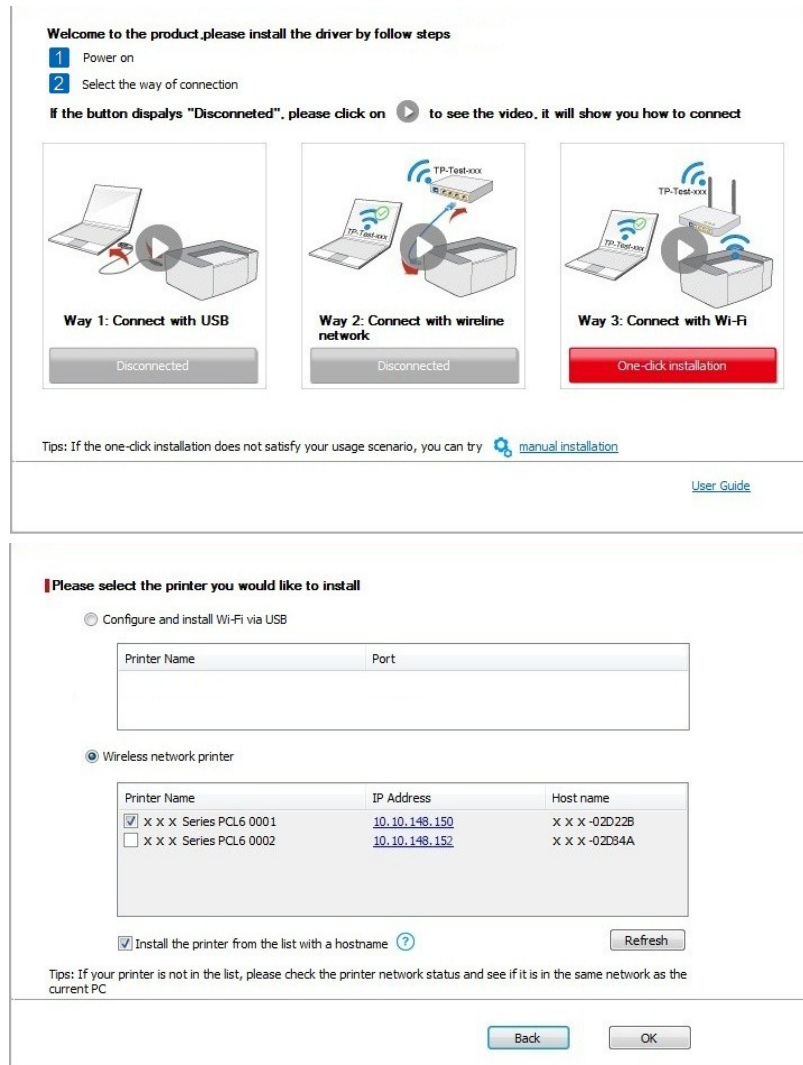 Welcome to the product,please install the driver by follow steps
1 Power on
2 Select the way of connection
If the button dispalys "Disconneted", please click on to see the video, it will show you how to connect
TP-Test-xxx
TP-Test-xxx
TP-Test-xxx
TP-Test-xxx
Way 1: Connect with USB
Way 2: Connect with wireline
network
Way 3: Connect with Wi-Fi
Disconnected
Disconnected
One-click installation
Tips: If the one-click installation does not satisfy your usage scenario, you can try manual installation
User Guide
Please select the printer you would like to install
Configure and install Wi-Fi via USB
Printer Name Port
Wireless network printer
Printer Name IP Address Host name
X X X Series PCL6 0001 10.10.148.150 X X X -02D22B
X X X Series PCL6 0002 10.10.148.152 X X X -02D34A
Install the printer from the list with a hostname ? Refresh
Tips: If your printer is not in the list, please check the printer network status and see if it is in the same network as the
current PC
Back OK